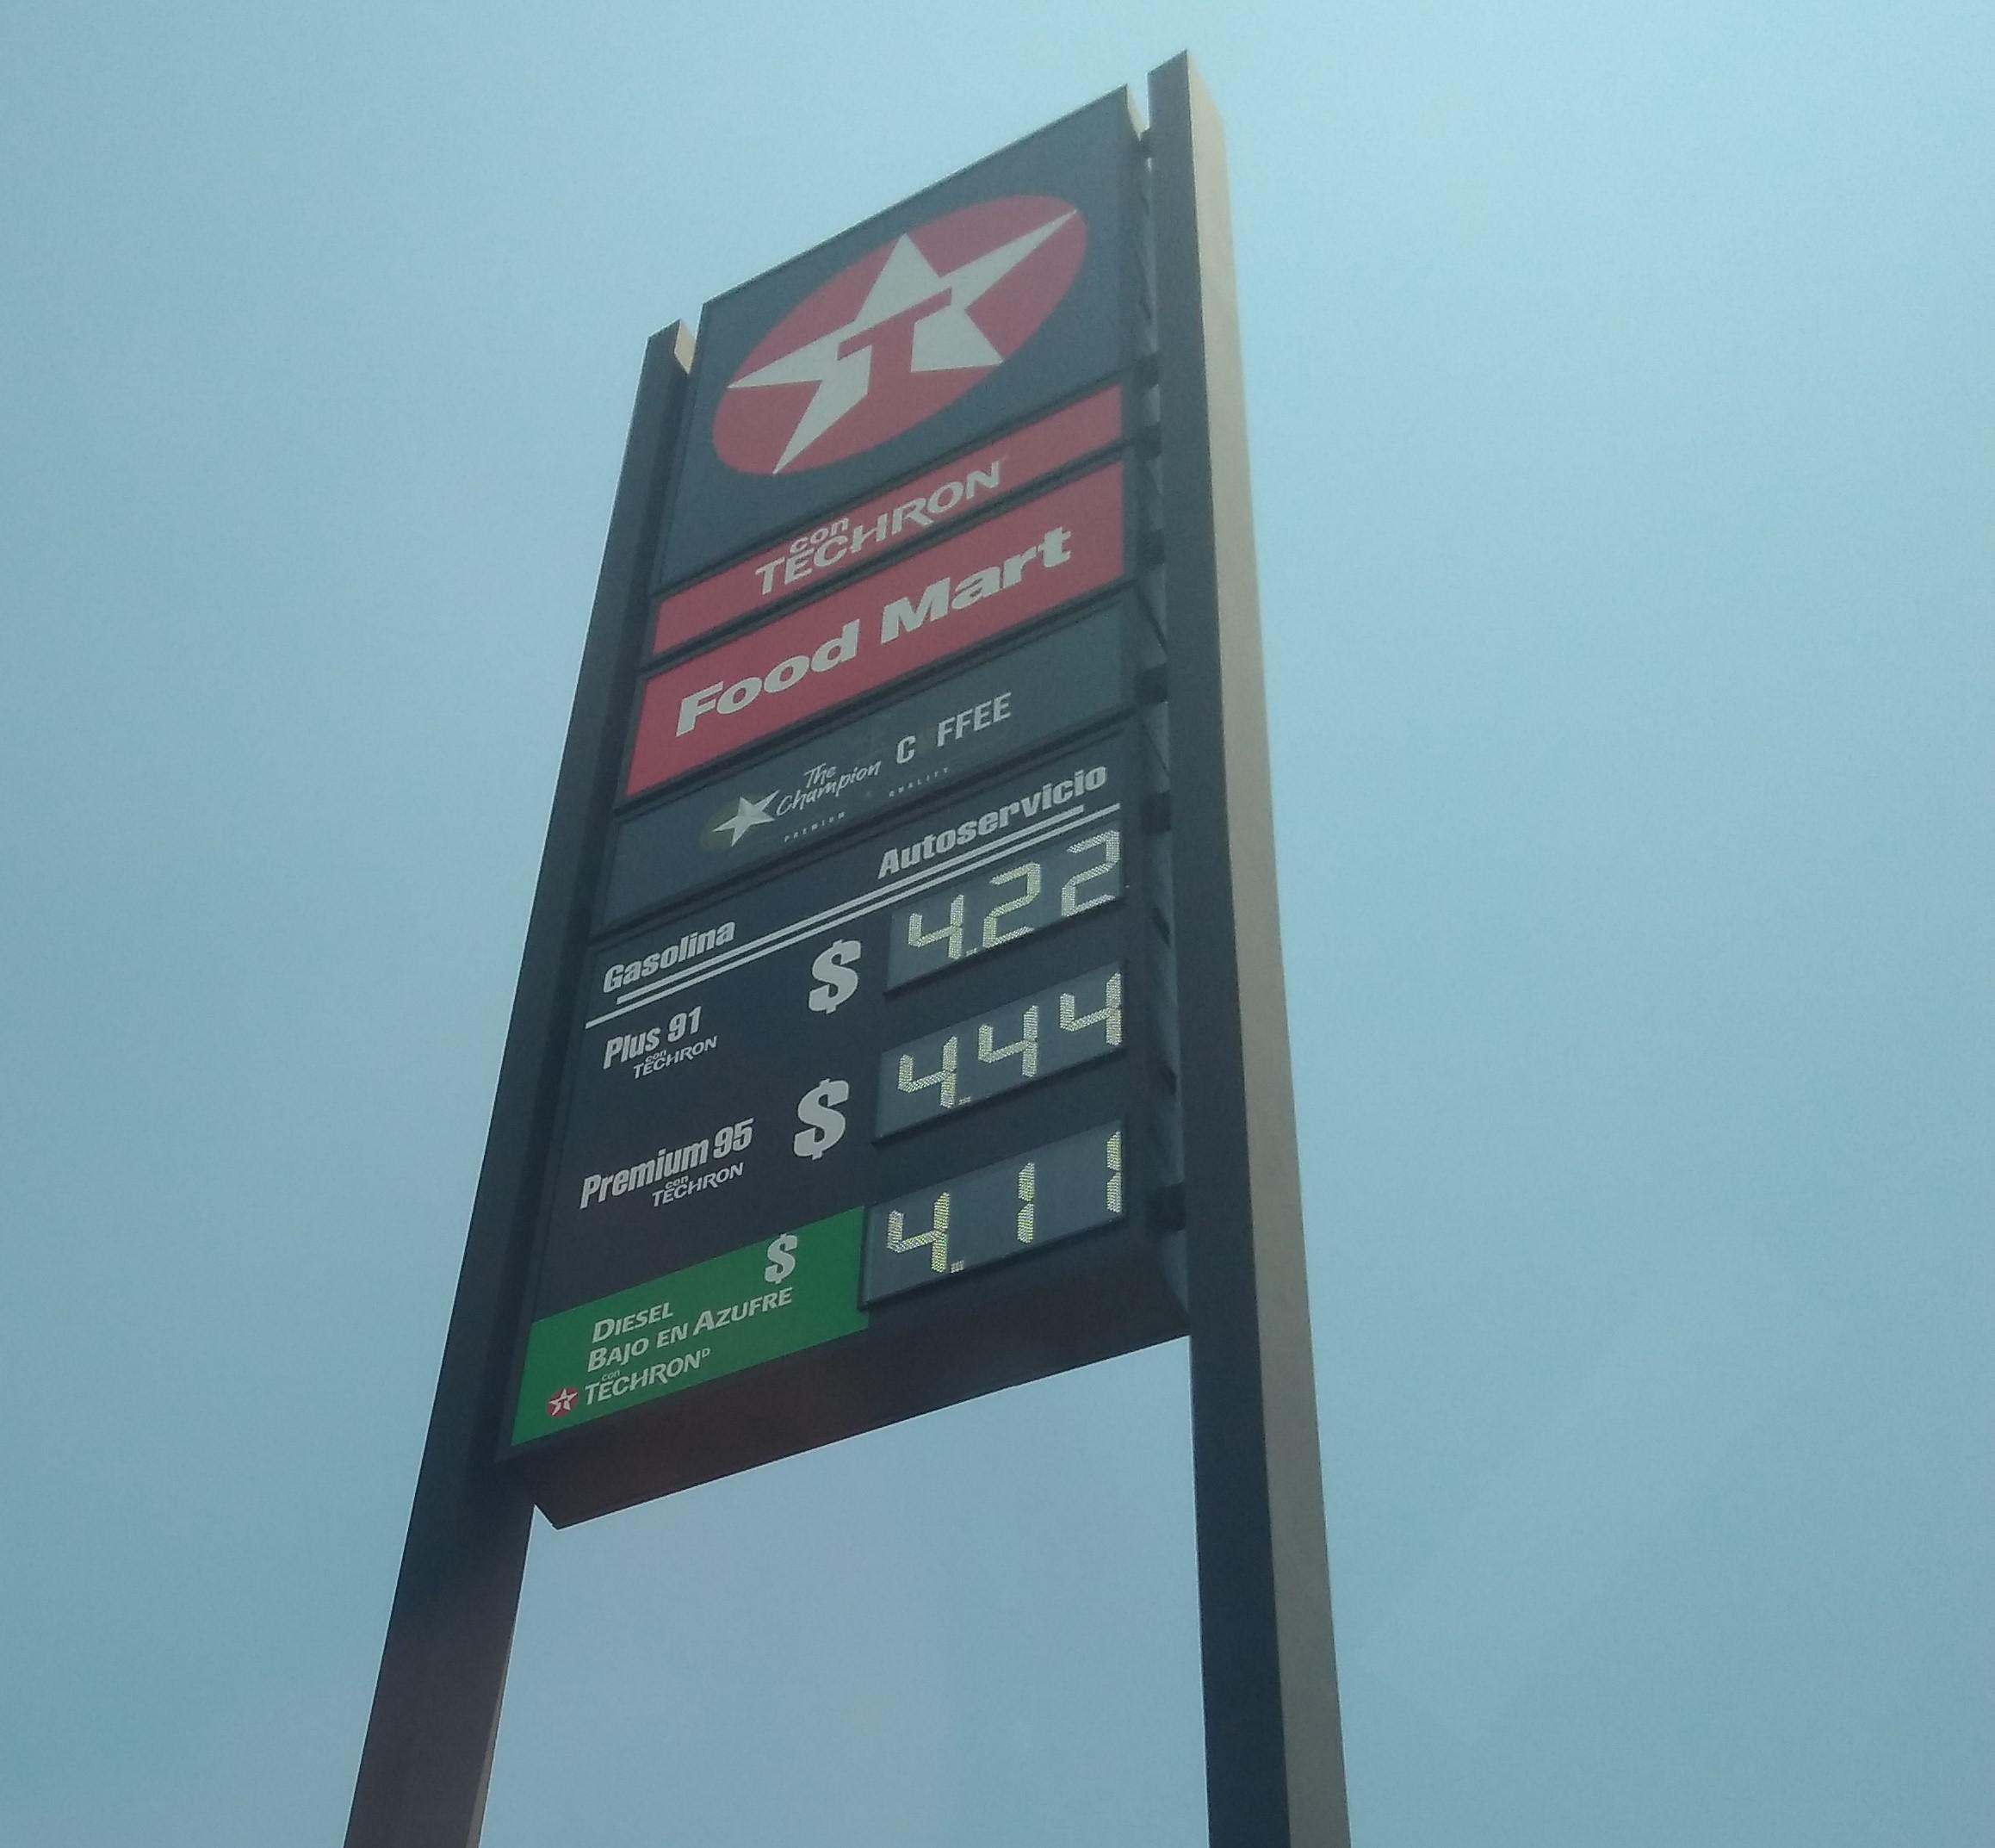 T
con
TECHRON
Food Mart
The
Champion C FFEE
PREMIUM QUALITY
Gasolina Autoservicio
Plus 91 $ 4.22
con
TECHRON
Premium 95 $ 4.44
con
TECHRON
$ 4.11
DIESEL
BAJO EN AZUFRE
con
TECHRON D